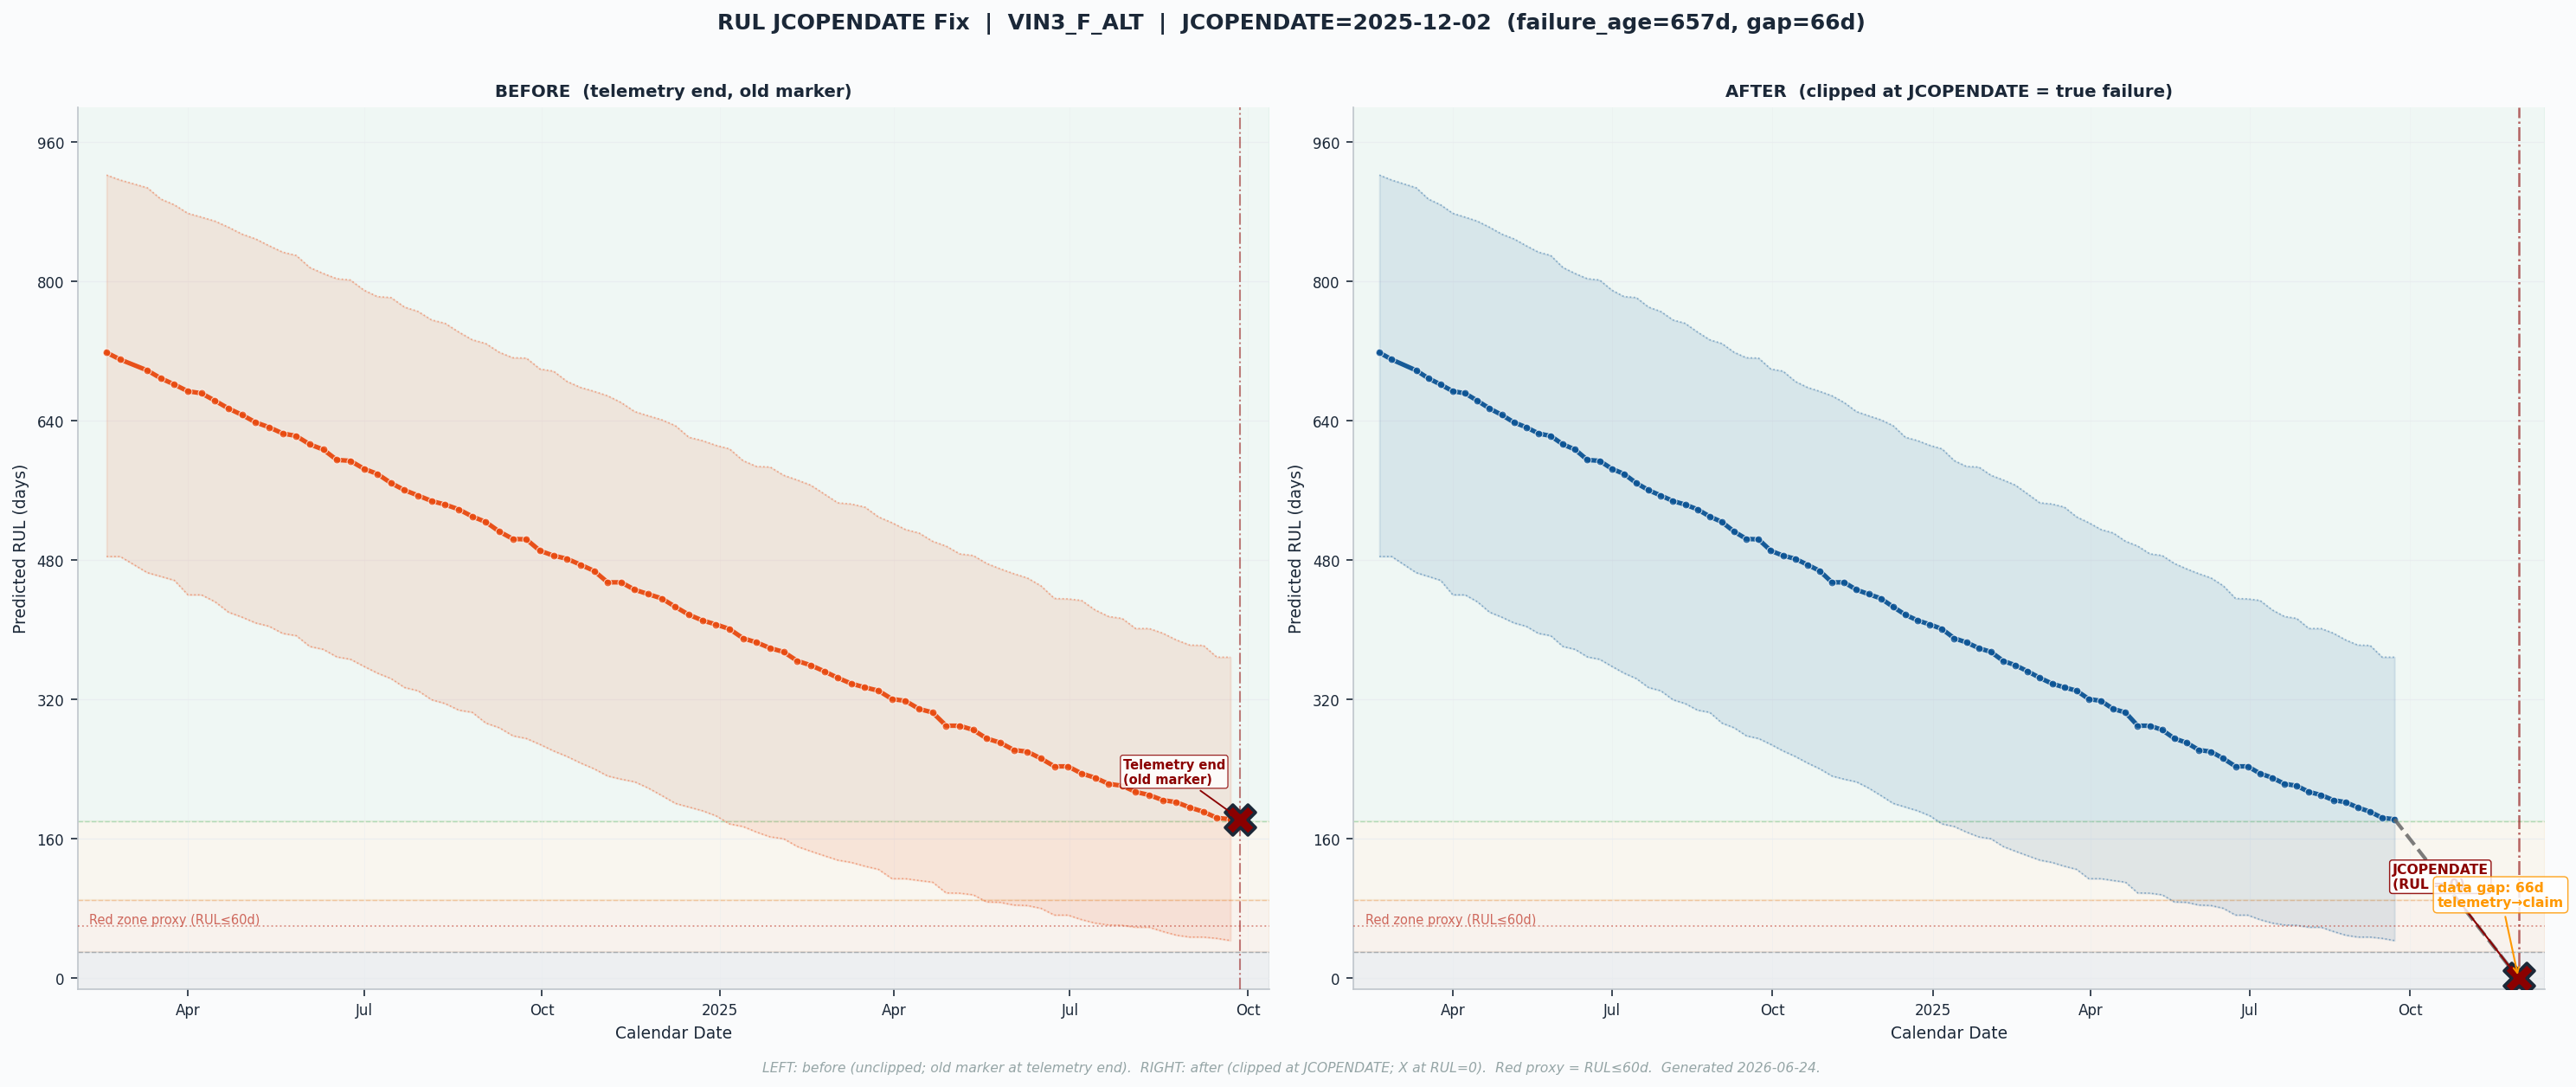 RUL JCOPENDATE Fix | VIN3_F_ALT | JCOPENDATE=2025-12-02 (failure_age=657d, gap=66d)
BEFORE (telemetry end, old marker)
Predicted RUL (days)
960
800
640
480
320
160
0
Telemetry end
(old marker)
Red zone proxy (RUL≤60d)
Apr
Jul
Oct
2025
Apr
Jul
Oct
Calendar Date
AFTER (clipped at JCOPENDATE = true failure)
Predicted RUL (days)
960
800
640
480
320
160
0
JCOPENDATE
(RUL
data gap: 66d
telemetry→claim
Red zone proxy (RUL≤60d)
Apr
Jul
Oct
2025
Apr
Jul
Oct
Calendar Date
LEFT: before (unclipped; old marker at telemetry end). RIGHT: after (clipped at JCOPENDATE; X at RUL=0). Red proxy = RUL≤60d. Generated 2026-06-24.